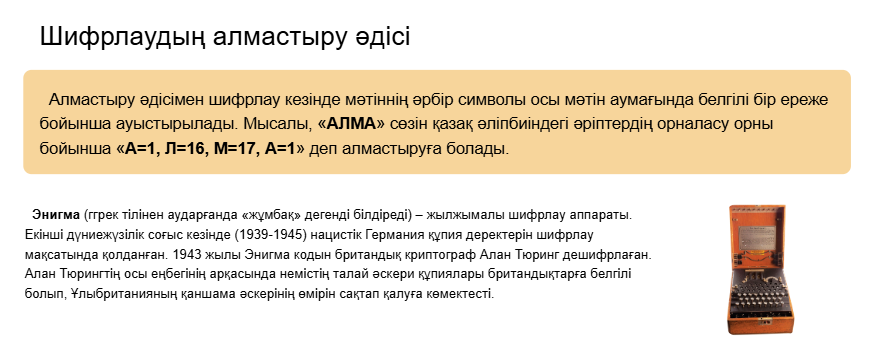 Шифрлаудың алмастыру әдісі
Алмастыру әдісімен шифрлау кезінде мәтіннің әрбір символы осы мәтін аумағында белгілі бір ереже
бойынша ауыстырылады. Мысалы, «АЛМА» сөзін қазақ әліпбиіндегі әріптердің орналасу орны
бойынша «А=1, Л=16, М=17, А=1» деп алмастыруға болады.
Энигма (ггрек тілінен аударғанда «жұмбақ» дегенді білдіреді) – жылжымалы шифрлау аппараты.
Екінші дүниежүзілік соғыс кезінде (1939-1945) нацистік Германия құпия деректерін шифрлау
мақсатында қолданған. 1943 жылы Энигма кодын британдық криптограф Алан Тюринг дешифрлаған.
Алан Тюрингтің осы еңбегінің арқасында немістің талай әскери құпиялары британдықтарға белгілі
болып, Ұлыбританияның қаншама әскерінің өмірін сақтап қалуға көмектесті.